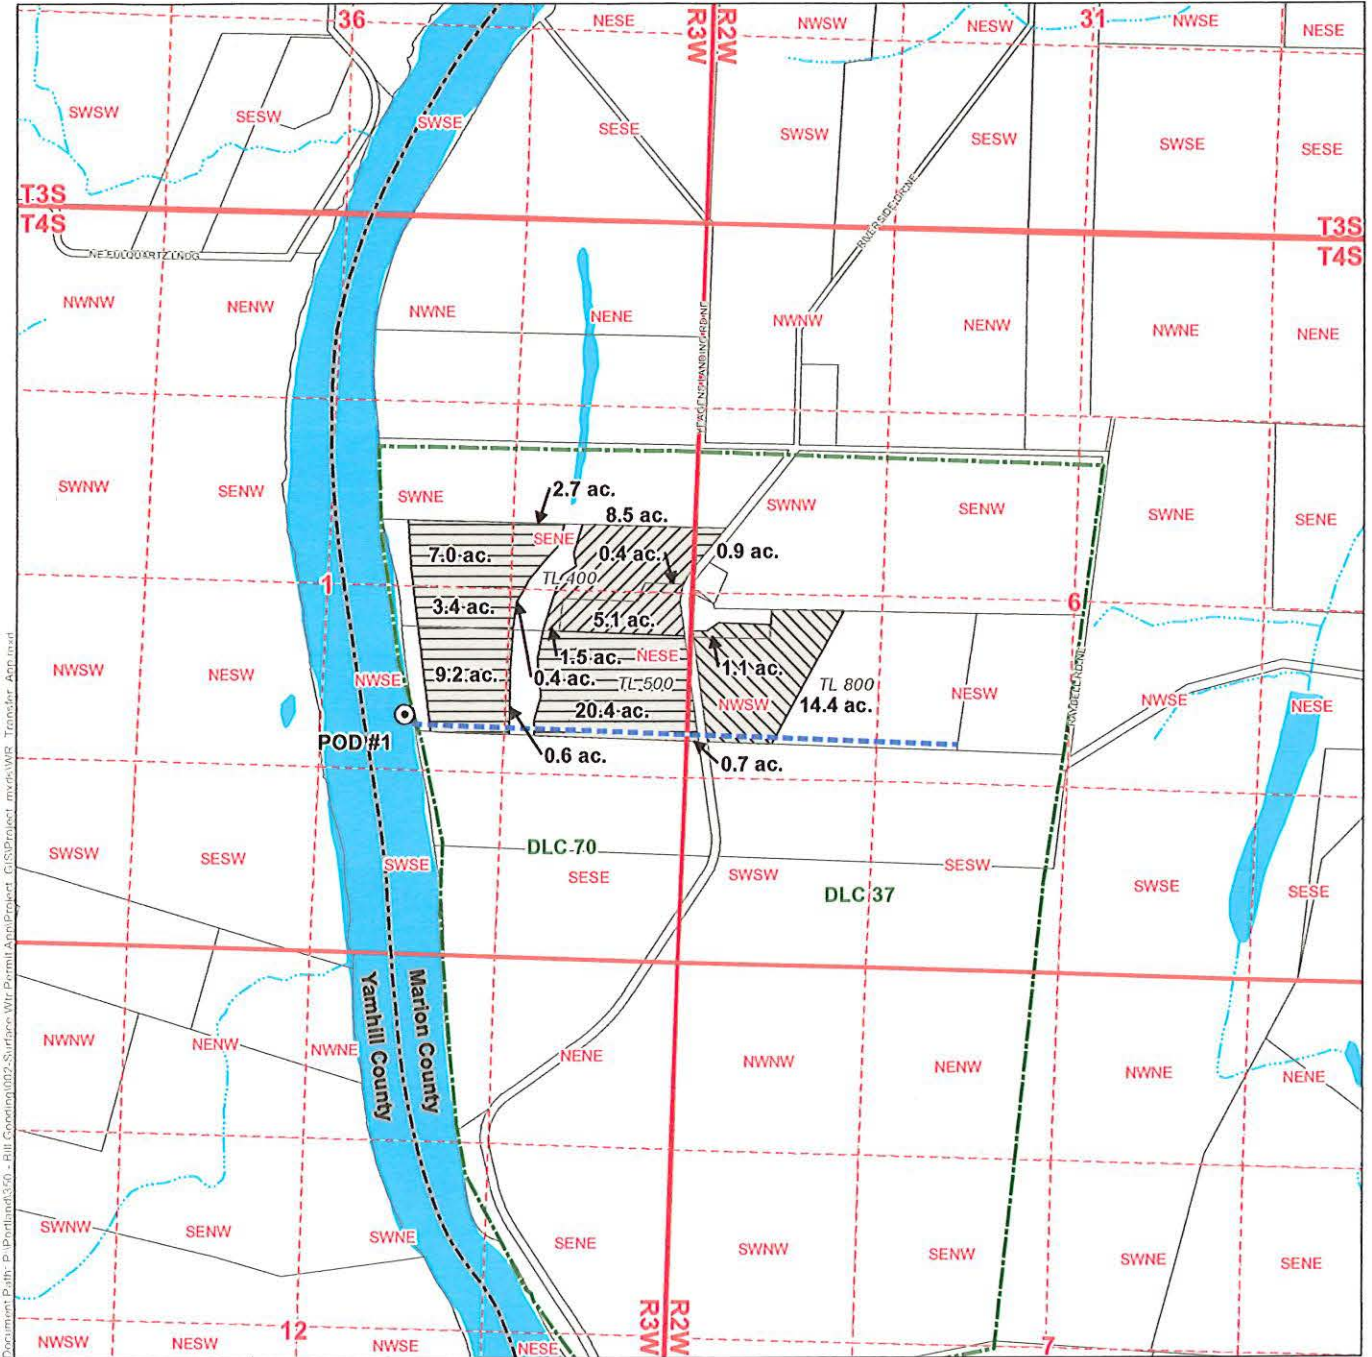 36
NESE
R3W
R2W
NWSW
NESW
31
NWSE
NESE
SWSW
SESW
SWSE
SESE
SWSW
SESW
SWSE
SESE
T3S
T4S
T3S
T4S
NE FULQUARTZ LNDG
RIVERSIDE DR NE
NWNW
NENW
NWNE
NENE
NWNW
NENW
NWNE
NENE
SWNW
SENW
SWNE
2.7 ac.
8.5 ac.
SENE
SWNW
SENW
SWNE
SENE
7.0 ac.
0.4 ac.
0.9 ac.
TL 400
1
3.4 ac.
5.1 ac.
6
NWSW
NESW
NWSE
9.2 ac.
1.5 ac.
0.4 ac.
NESE
TL 500
20.4 ac.
1.1 ac.
NWSW
TL 800
14.4 ac.
NESW
NWSE
NESE
POD #1
0.6 ac.
0.7 ac.
SWSW
SESW
SWSE
DLC 70
SESE
SWSW
SESW
DLC 37
SWSE
SESE
Yamhill County
Marion County
NWNW
NENW
NWNE
NENE
NWNW
NENW
NWNE
NENE
SWNW
SENW
SWNE
SENE
SWNW
SENW
SWNE
SENE
R3W
R2W
12
7
NWSW
NESW
NWSE
NESE